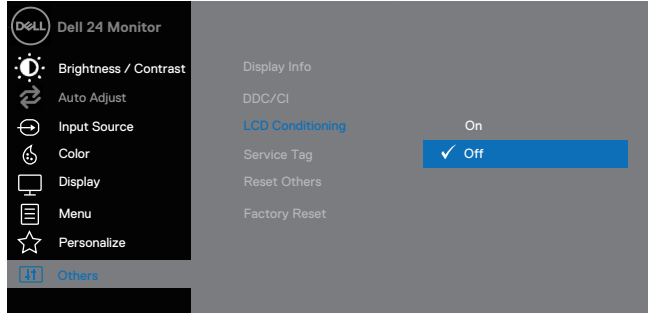 DELL Dell 24 Monitor
Brightness / Contrast
Auto Adjust
Input Source
Color
Display
Menu
Personalize
Others
Display Info
DDC/CI
LCD Conditioning
Service Tag
Reset Others
Factory Reset
On
Off